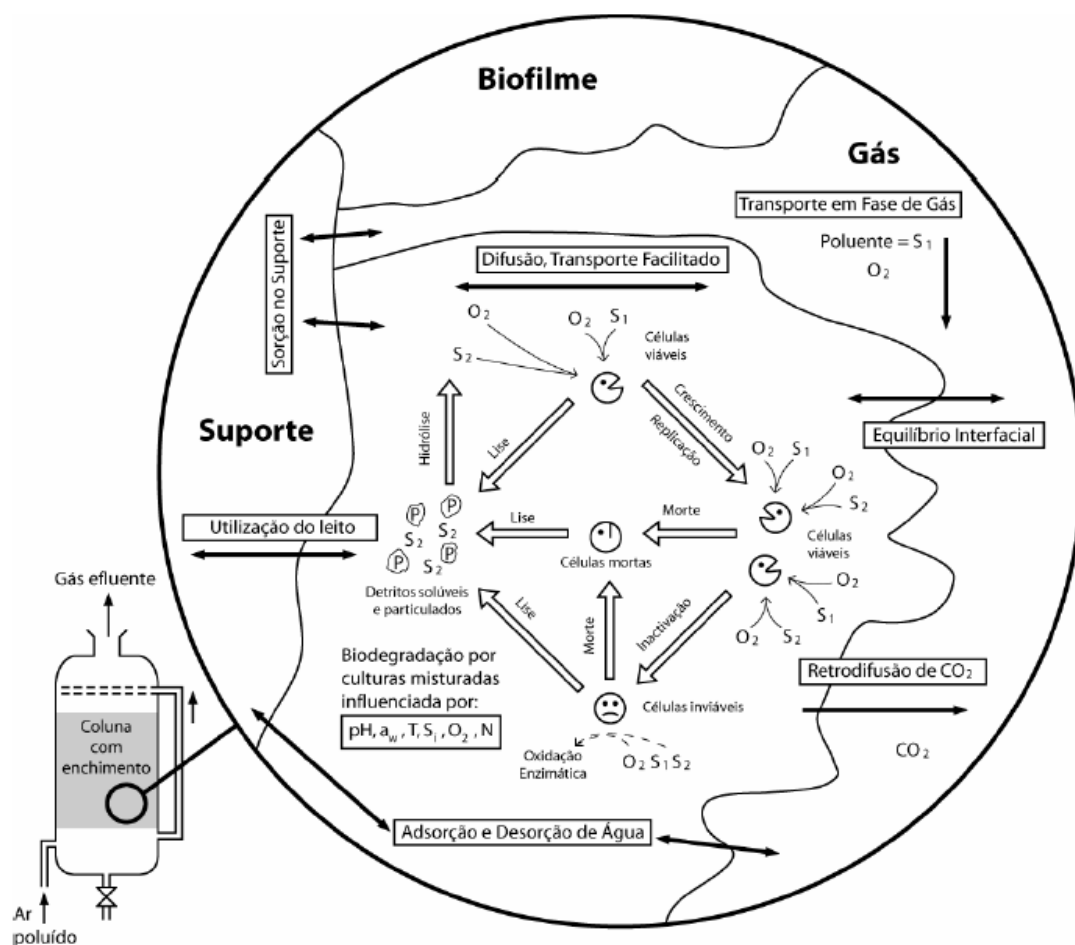 Biofilme
Gás
Transporte em Fase de Gás
Poluente = S₁
O₂
Sorção no Suporte
Difusão, Transporte Facilitado
O₂
S₂
O₂ S₁
Células
viáveis
Suporte
Hidrólise
Lise
Crescimento
Replicação
Equilíbrio Interfacial
O₂ S₁
O₂
S₂
Utilização do leito
P P
S₂ S₂
P S₂ P
Lise
Morte
Células mortas
Células
viáveis
Detritos solúveis
e particulados
Lise
Morte
Inactivação
O₂
S₁
O₂ S₂
Gás efluente
Biodegradação por
culturas misturadas
influenciada por:
pH, a_w, T, S_i, O₂, N
Células inviáveis
Oxidação
Enzimática
O₂ S₁ S₂
Retrodifusão de CO₂
CO₂
Coluna
com
enchimento
Adsorção e Desorção de Água
Ar
poluído